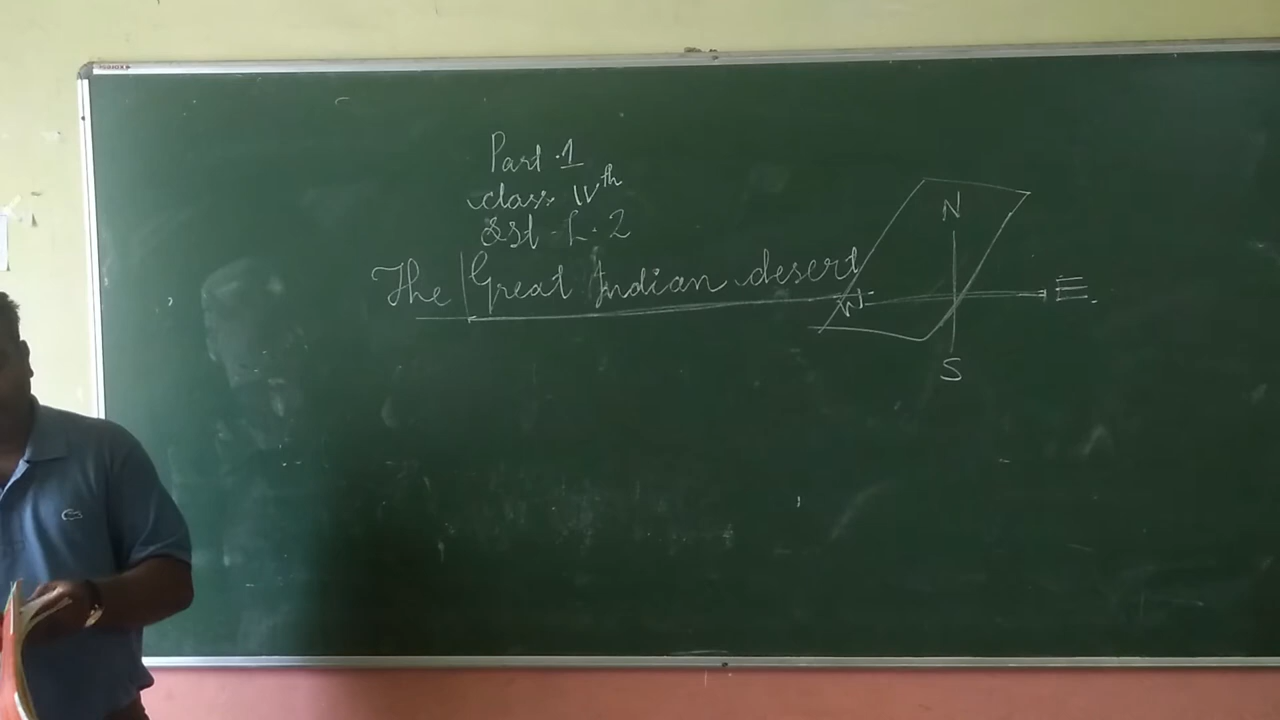 Part.1
class IVth
SSt - L. 2
The Great Indian desert
N
W
E
S